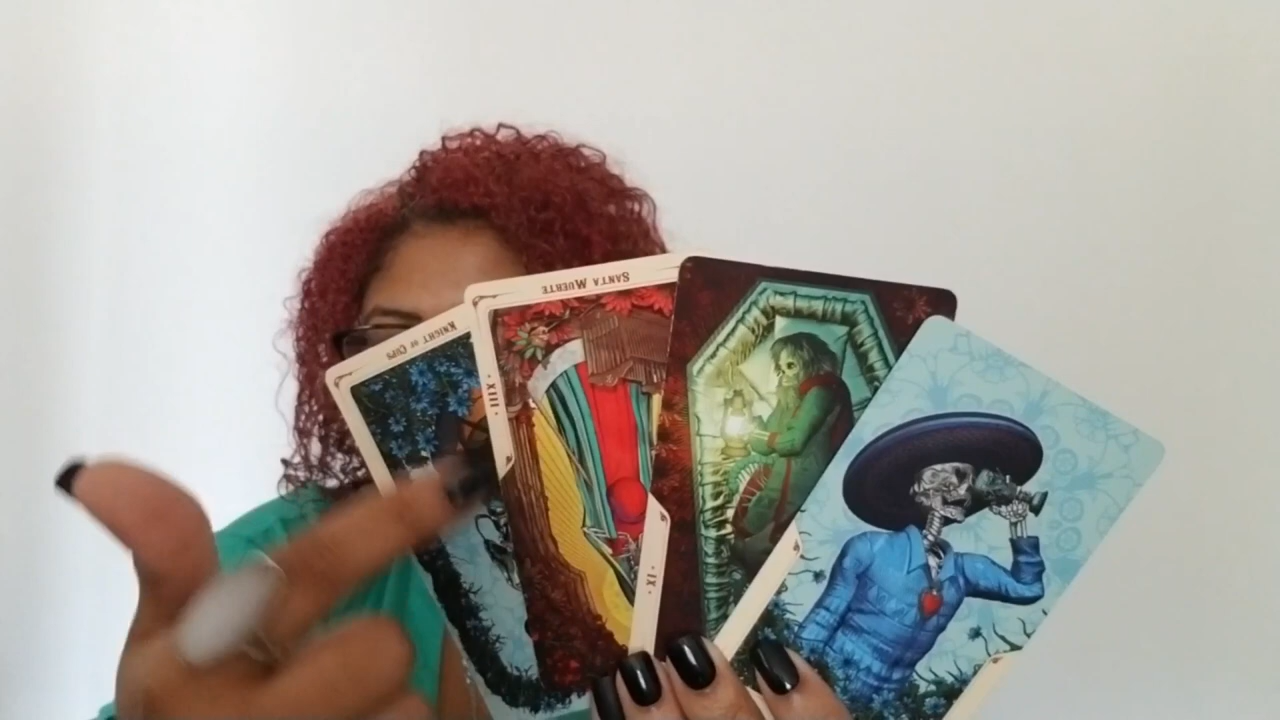 KNIGHT OF CUPS
SANTA MUERTE
· XIII ·
· IX ·